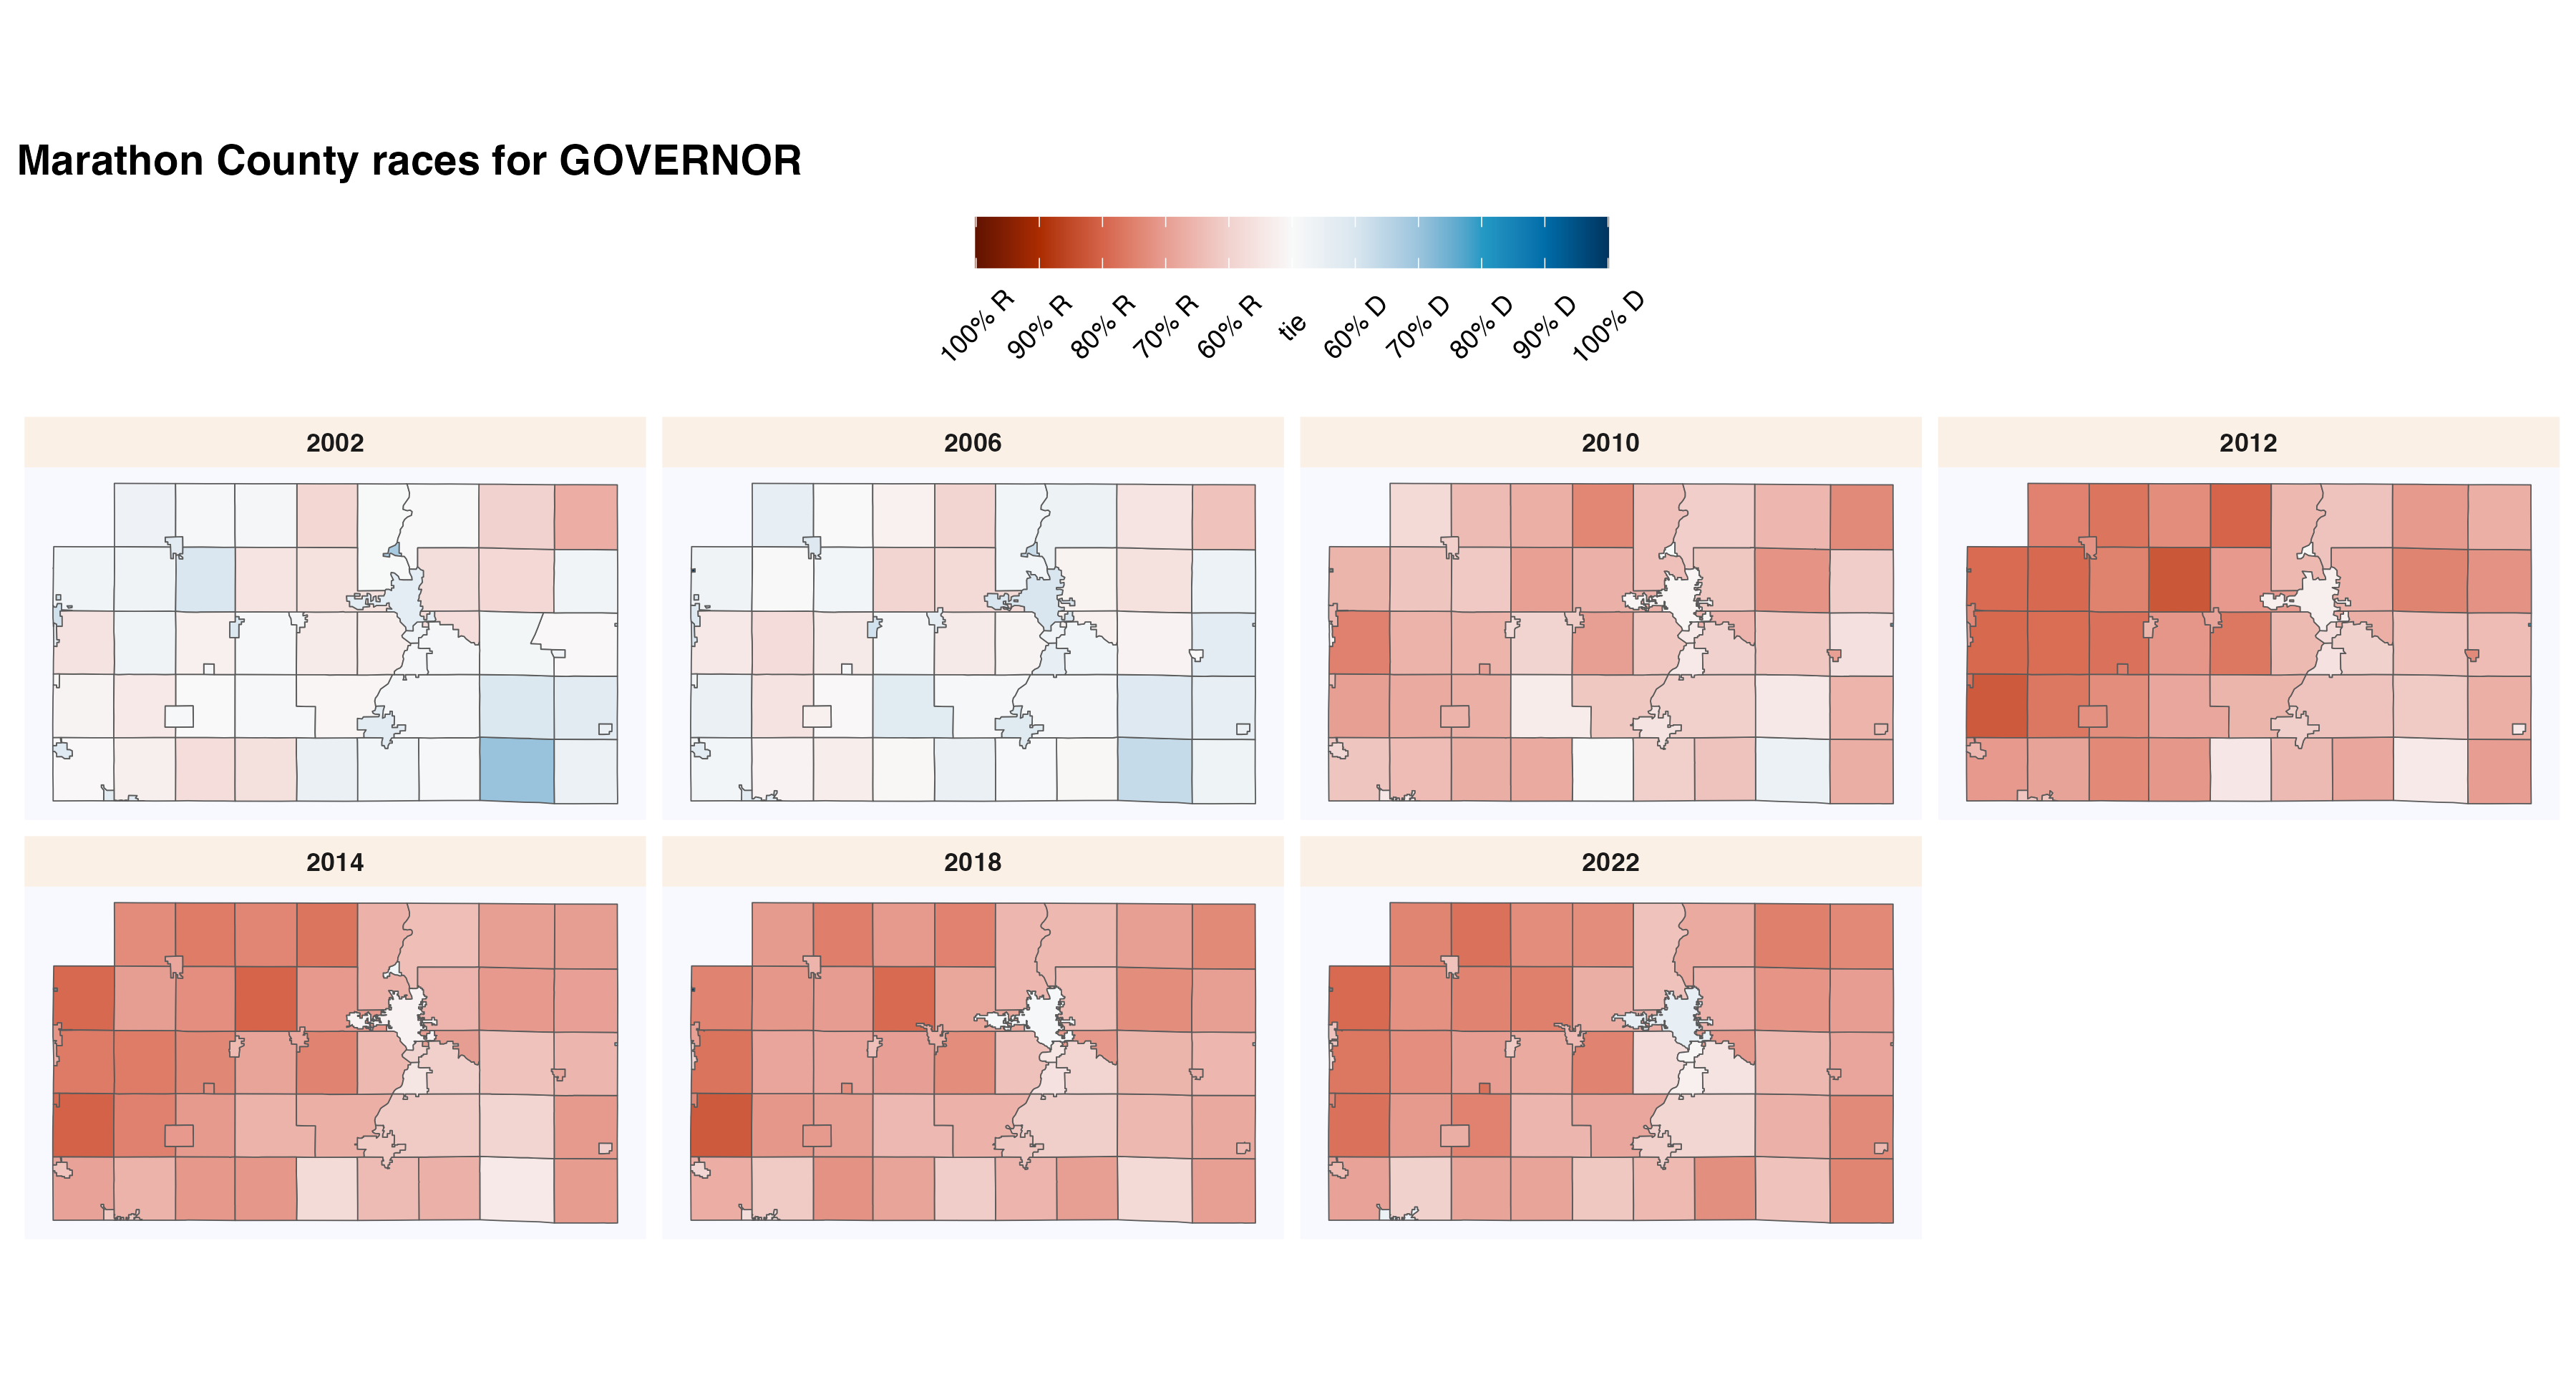 Marathon County races for GOVERNOR
100% R
90% R
80% R
70% R
60% R
tie
60% D
70% D
80% D
90% D
100% D
2002
2006
2010
2012
2014
2018
2022